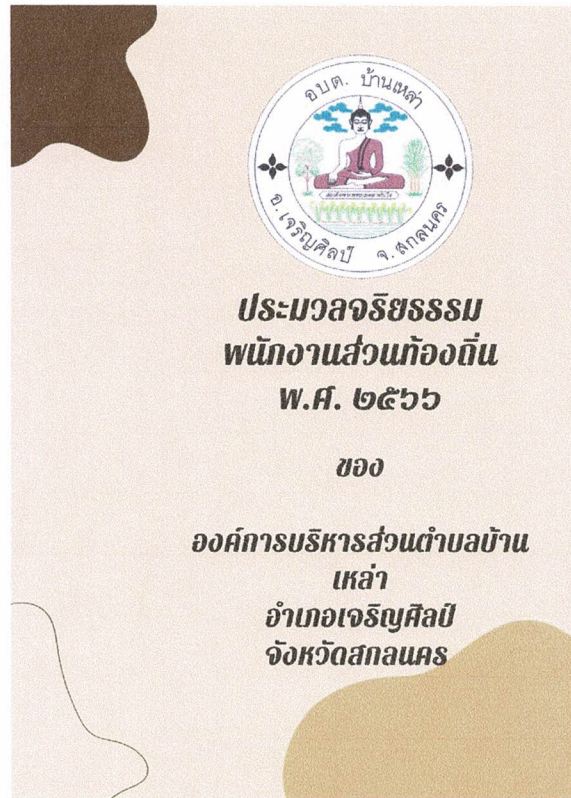 อบต. บ้านเหล่า
อ.เจริญศิลป์ จ.สกลนคร
ประมวลจริยธรรม
พนักงานส่วนท้องถิ่น
พ.ศ. ๒๕๖๖
ของ
องค์การบริหารส่วนตำบลบ้าน
เหล่า
อำเภอเจริญศิลป์
จังหวัดสกลนคร